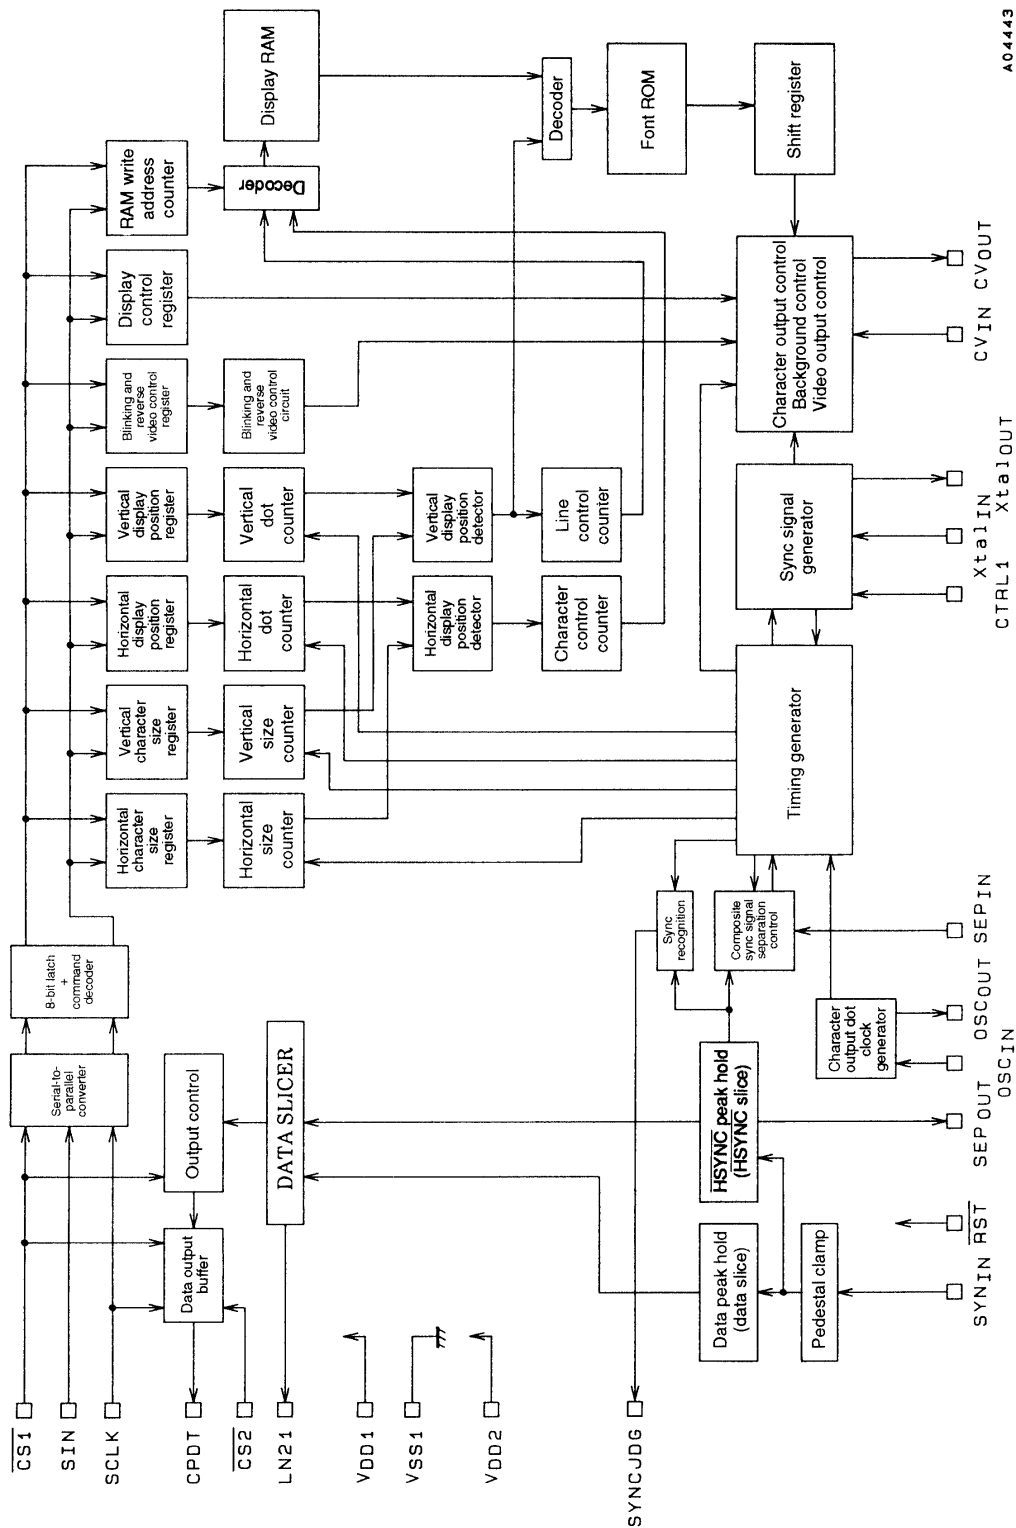 CS1
SIN
SCLK
CPDT
CS2
LN21
VDD1
VSS1
VDD2
SYNCJDG
Serial-to-
parallel
converter
8-bit latch
+
command
decoder
Data output
buffer
Output control
DATA SLICER
Horizontal
character
size
register
Vertical
character
size
register
Horizontal
display
position
register
Vertical
display
position
register
Blinking and
reverse
video control
register
Display
control
register
RAM write
address
counter
Horizontal
size
counter
Vertical
size
counter
Horizontal
dot
counter
Vertical
dot
counter
Blinking and
reverse
video control
circuit
Decoder
Display RAM
Horizontal
display
position
detector
Vertical
display
position
detector
Character
control
counter
Line
control
counter
Decoder
Font ROM
Shift register
Sync
recognition
Composite
sync signal
separation
control
Data peak hold
(data slice)
HSYNC peak hold
(HSYNC slice)
Pedestal clamp
Character
output dot
clock
generator
Timing generator
Sync signal
generator
Character output control
Background control
Video output control
SYNIN
RST
SEPOUT
OSCIN
OSCOUT
SEPIN
CTRL1
XtalIN
XtalOUT
CVIN
CVOUT
A04443